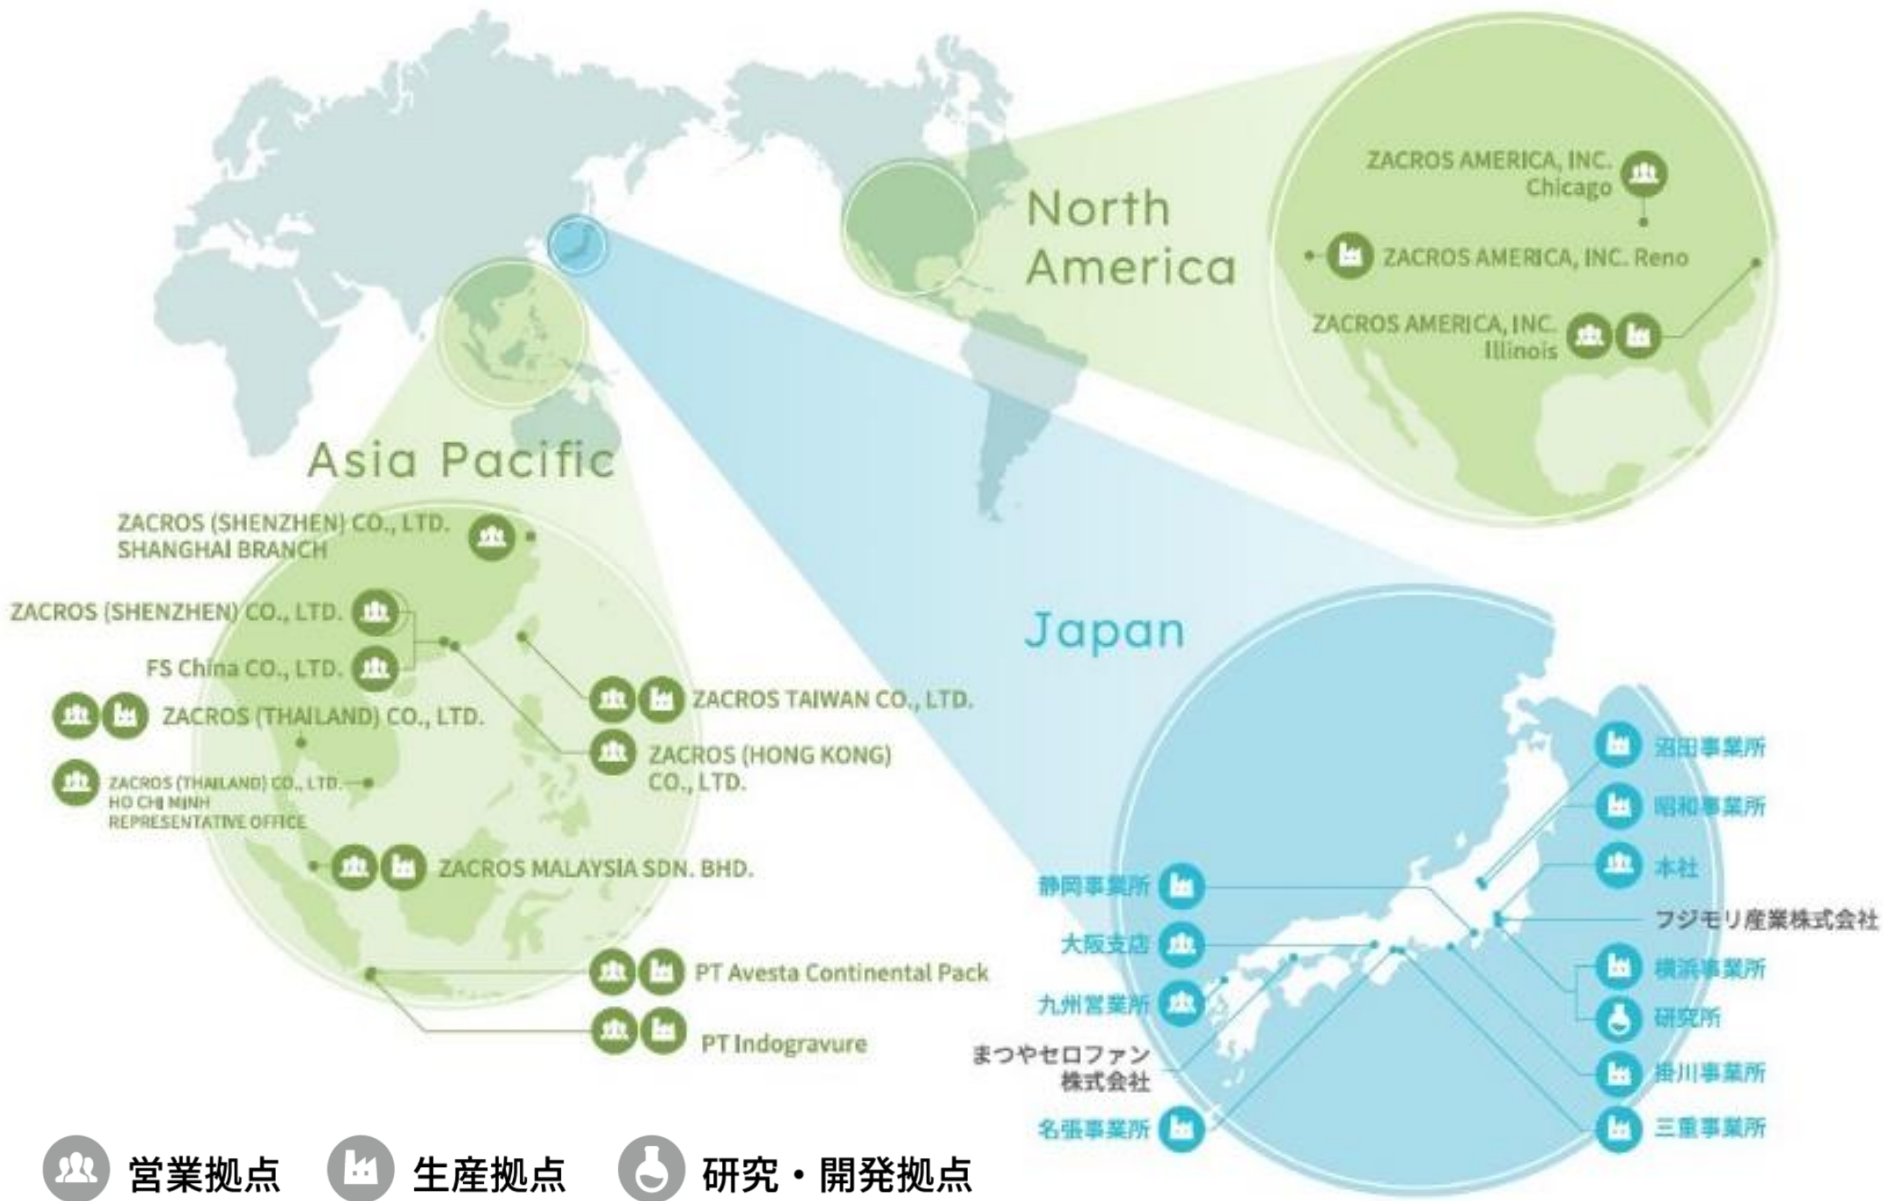 North
America
ZACROS AMERICA, INC.
Chicago
ZACROS AMERICA, INC. Reno
ZACROS AMERICA, INC.
Illinois
Asia Pacific
ZACROS (SHENZHEN) CO., LTD.
SHANGHAI BRANCH
ZACROS (SHENZHEN) CO., LTD.
FS China CO., LTD.
ZACROS (THAILAND) CO., LTD.
ZACROS (THAILAND) CO., LTD.
HO CHI MINH
REPRESENTATIVE OFFICE
ZACROS TAIWAN CO., LTD.
ZACROS (HONG KONG)
CO., LTD.
ZACROS MALAYSIA SDN. BHD.
PT Avesta Continental Pack
PT Indogravure
Japan
静岡事業所
大阪支店
九州営業所
まつやセロファン
株式会社
名張事業所
沼田事業所
昭和事業所
本社
フジモリ産業株式会社
横浜事業所
研究所
掛川事業所
三重事業所
営業拠点
生産拠点
研究・開発拠点